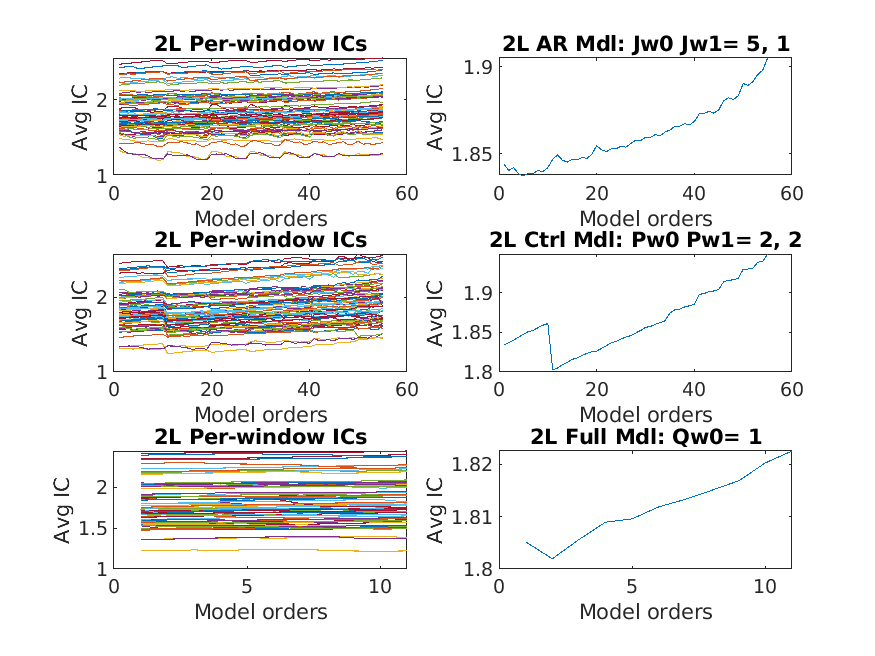 2L Per-window ICs
Avg IC
2
1
0
20
40
60
Model orders
2L AR Mdl: Jw0 Jw1= 5, 1
Avg IC
1.9
1.85
0
20
40
60
Model orders
2L Per-window ICs
Avg IC
2
1
0
20
40
60
Model orders
2L Ctrl Mdl: Pw0 Pw1= 2, 2
Avg IC
1.9
1.85
1.8
0
20
40
60
Model orders
2L Per-window ICs
Avg IC
2
1.5
1
0
5
10
Model orders
2L Full Mdl: Qw0= 1
Avg IC
1.82
1.81
1.8
0
5
10
Model orders